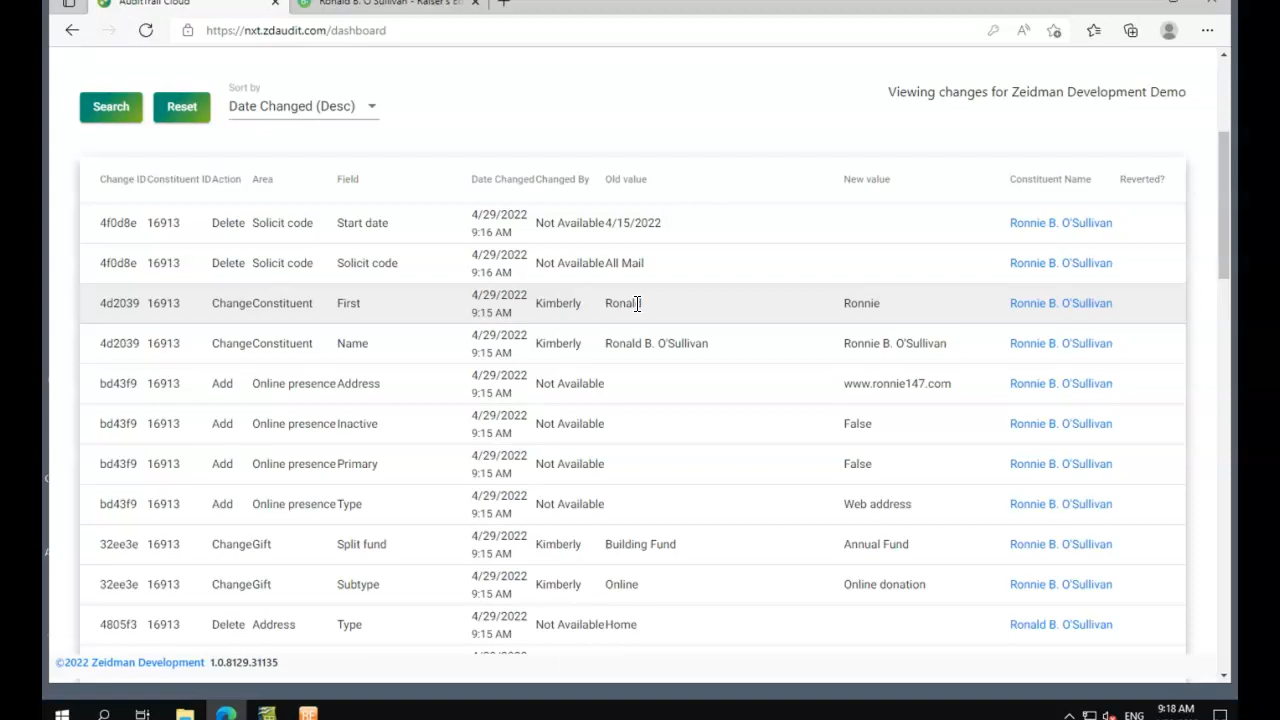 AuditTrail Cloud
Ronald B. O'Sullivan - Kaiser's E
https://nxt.zdaudit.com/dashboard
Search
Reset
Sort by
Date Changed (Desc)
Viewing changes for Zeidman Development Demo
Change ID Constituent ID Action Area Field Date Changed Changed By Old value New value Constituent Name Reverted?
4f0d8e 16913 Delete Solicit code Start date 4/29/2022 9:16 AM Not Available 4/15/2022 Ronnie B. O'Sullivan
4f0d8e 16913 Delete Solicit code Solicit code 4/29/2022 9:16 AM Not Available All Mail Ronnie B. O'Sullivan
4d2039 16913 Change Constituent First 4/29/2022 9:15 AM Kimberly Ronald Ronnie Ronnie B. O'Sullivan
4d2039 16913 Change Constituent Name 4/29/2022 9:15 AM Kimberly Ronald B. O'Sullivan Ronnie B. O'Sullivan Ronnie B. O'Sullivan
bd43f9 16913 Add Online presence Address 4/29/2022 9:15 AM Not Available www.ronnie147.com Ronnie B. O'Sullivan
bd43f9 16913 Add Online presence Inactive 4/29/2022 9:15 AM Not Available False Ronnie B. O'Sullivan
bd43f9 16913 Add Online presence Primary 4/29/2022 9:15 AM Not Available False Ronnie B. O'Sullivan
bd43f9 16913 Add Online presence Type 4/29/2022 9:15 AM Not Available Web address Ronnie B. O'Sullivan
32ee3e 16913 Change Gift Split fund 4/29/2022 9:15 AM Kimberly Building Fund Annual Fund Ronnie B. O'Sullivan
32ee3e 16913 Change Gift Subtype 4/29/2022 9:15 AM Kimberly Online Online donation Ronnie B. O'Sullivan
4805f3 16913 Delete Address Type 4/29/2022 9:15 AM Not Available Home Ronald B. O'Sullivan
©2022 Zeidman Development 1.0.8129.31135
ENG
9:18 AM